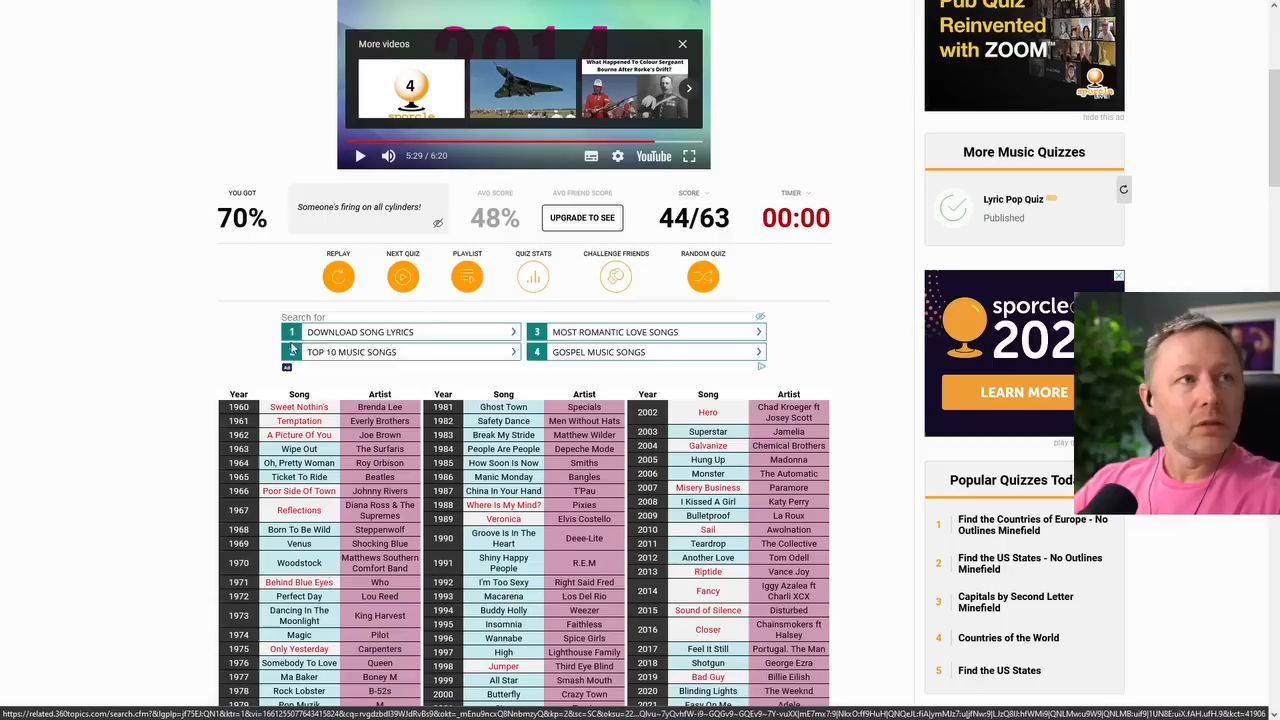 2014
More videos
4
sporcle
What Happened To Colour Sergeant
Bourne After Rorke's Drift?
5:29 / 6:20
YouTube
Pub Quiz
Reinvented
with ZOOM™
sporcle
LIVE!
hide this ad
More Music Quizzes
Lyric Pop Quiz
Published
YOU GOT
70%
Someone's firing on all cylinders!
AVG SCORE
48%
AVG FRIEND SCORE
UPGRADE TO SEE
SCORE
44/63
TIMER
00:00
REPLAY
NEXT QUIZ
PLAYLIST
QUIZ STATS
CHALLENGE FRIENDS
RANDOM QUIZ
Search for
1 DOWNLOAD SONG LYRICS
3 MOST ROMANTIC LOVE SONGS
2 TOP 10 MUSIC SONGS
4 GOSPEL MUSIC SONGS
Ad
sporcle
202
LEARN MORE
play
Popular Quizzes Tod
1 Find the Countries of Europe - No
Outlines Minefield
2 Find the US States - No Outlines
Minefield
3 Capitals by Second Letter
Minefield
4 Countries of the World
5 Find the US States
Year Song Artist
1960 Sweet Nothin's Brenda Lee
1961 Temptation Everly Brothers
1962 A Picture Of You Joe Brown
1963 Wipe Out The Surfaris
1964 Oh, Pretty Woman Roy Orbison
1965 Ticket To Ride Beatles
1966 Poor Side Of Town Johnny Rivers
1967 Reflections Diana Ross & The
Supremes
1968 Born To Be Wild Steppenwolf
1969 Venus Shocking Blue
1970 Woodstock Matthews Southern
Comfort Band
1971 Behind Blue Eyes Who
1972 Perfect Day Lou Reed
1973 Dancing In The
Moonlight King Harvest
1974 Magic Pilot
1975 Only Yesterday Carpenters
1976 Somebody To Love Queen
1977 Ma Baker Boney M
1978 Rock Lobster B-52s
1979 Pop Muzik M
Year Song Artist
1981 Ghost Town Specials
1982 Safety Dance Men Without Hats
1983 Break My Stride Matthew Wilder
1984 People Are People Depeche Mode
1985 How Soon Is Now Smiths
1986 Manic Monday Bangles
1987 China In Your Hand T'Pau
1988 Where Is My Mind? Pixies
1989 Veronica Elvis Costello
1990 Groove Is In The
Heart Deee-Lite
1991 Shiny Happy
People R.E.M
1992 I'm Too Sexy Right Said Fred
1993 Macarena Los Del Rio
1994 Buddy Holly Weezer
1995 Insomnia Faithless
1996 Wannabe Spice Girls
1997 High Lighthouse Family
1998 Jumper Third Eye Blind
1999 All Star Smash Mouth
2000 Butterfly Crazy Town
Year Song Artist
2002 Hero Chad Kroeger ft
Josey Scott
2003 Superstar Jamelia
2004 Galvanize Chemical Brothers
2005 Hung Up Madonna
2006 Monster The Automatic
2007 Misery Business Paramore
2008 I Kissed A Girl Katy Perry
2009 Bulletproof La Roux
2010 Sail Awolnation
2011 Teardrop The Collective
2012 Another Love Tom Odell
2013 Riptide Vance Joy
2014 Fancy Iggy Azalea ft
Charli XCX
2015 Sound of Silence Disturbed
2016 Closer Chainsmokers ft
Halsey
2017 Feel It Still Portugal. The Man
2018 Shotgun George Ezra
2019 Bad Guy Billie Eilish
2020 Blinding Lights The Weeknd
2021 Easy On Me Adele